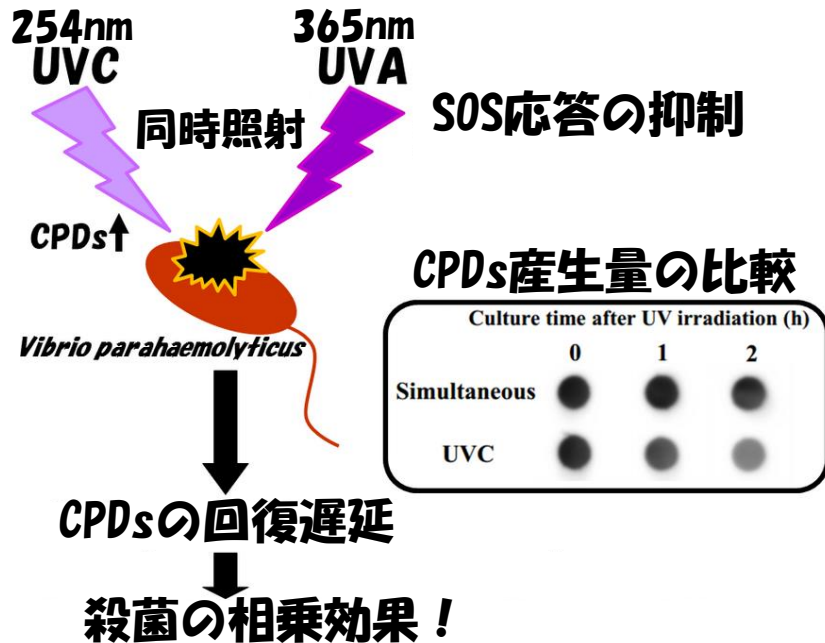 254nm
UVC
365nm
UVA
同時照射
SOS応答の抑制
CPDs↑
Vibrio parahaemolyticus
CPDs産生量の比較
Culture time after UV irradiation (h)
0 1 2
Simultaneous
UVC
CPDsの回復遅延
殺菌の相乗効果!